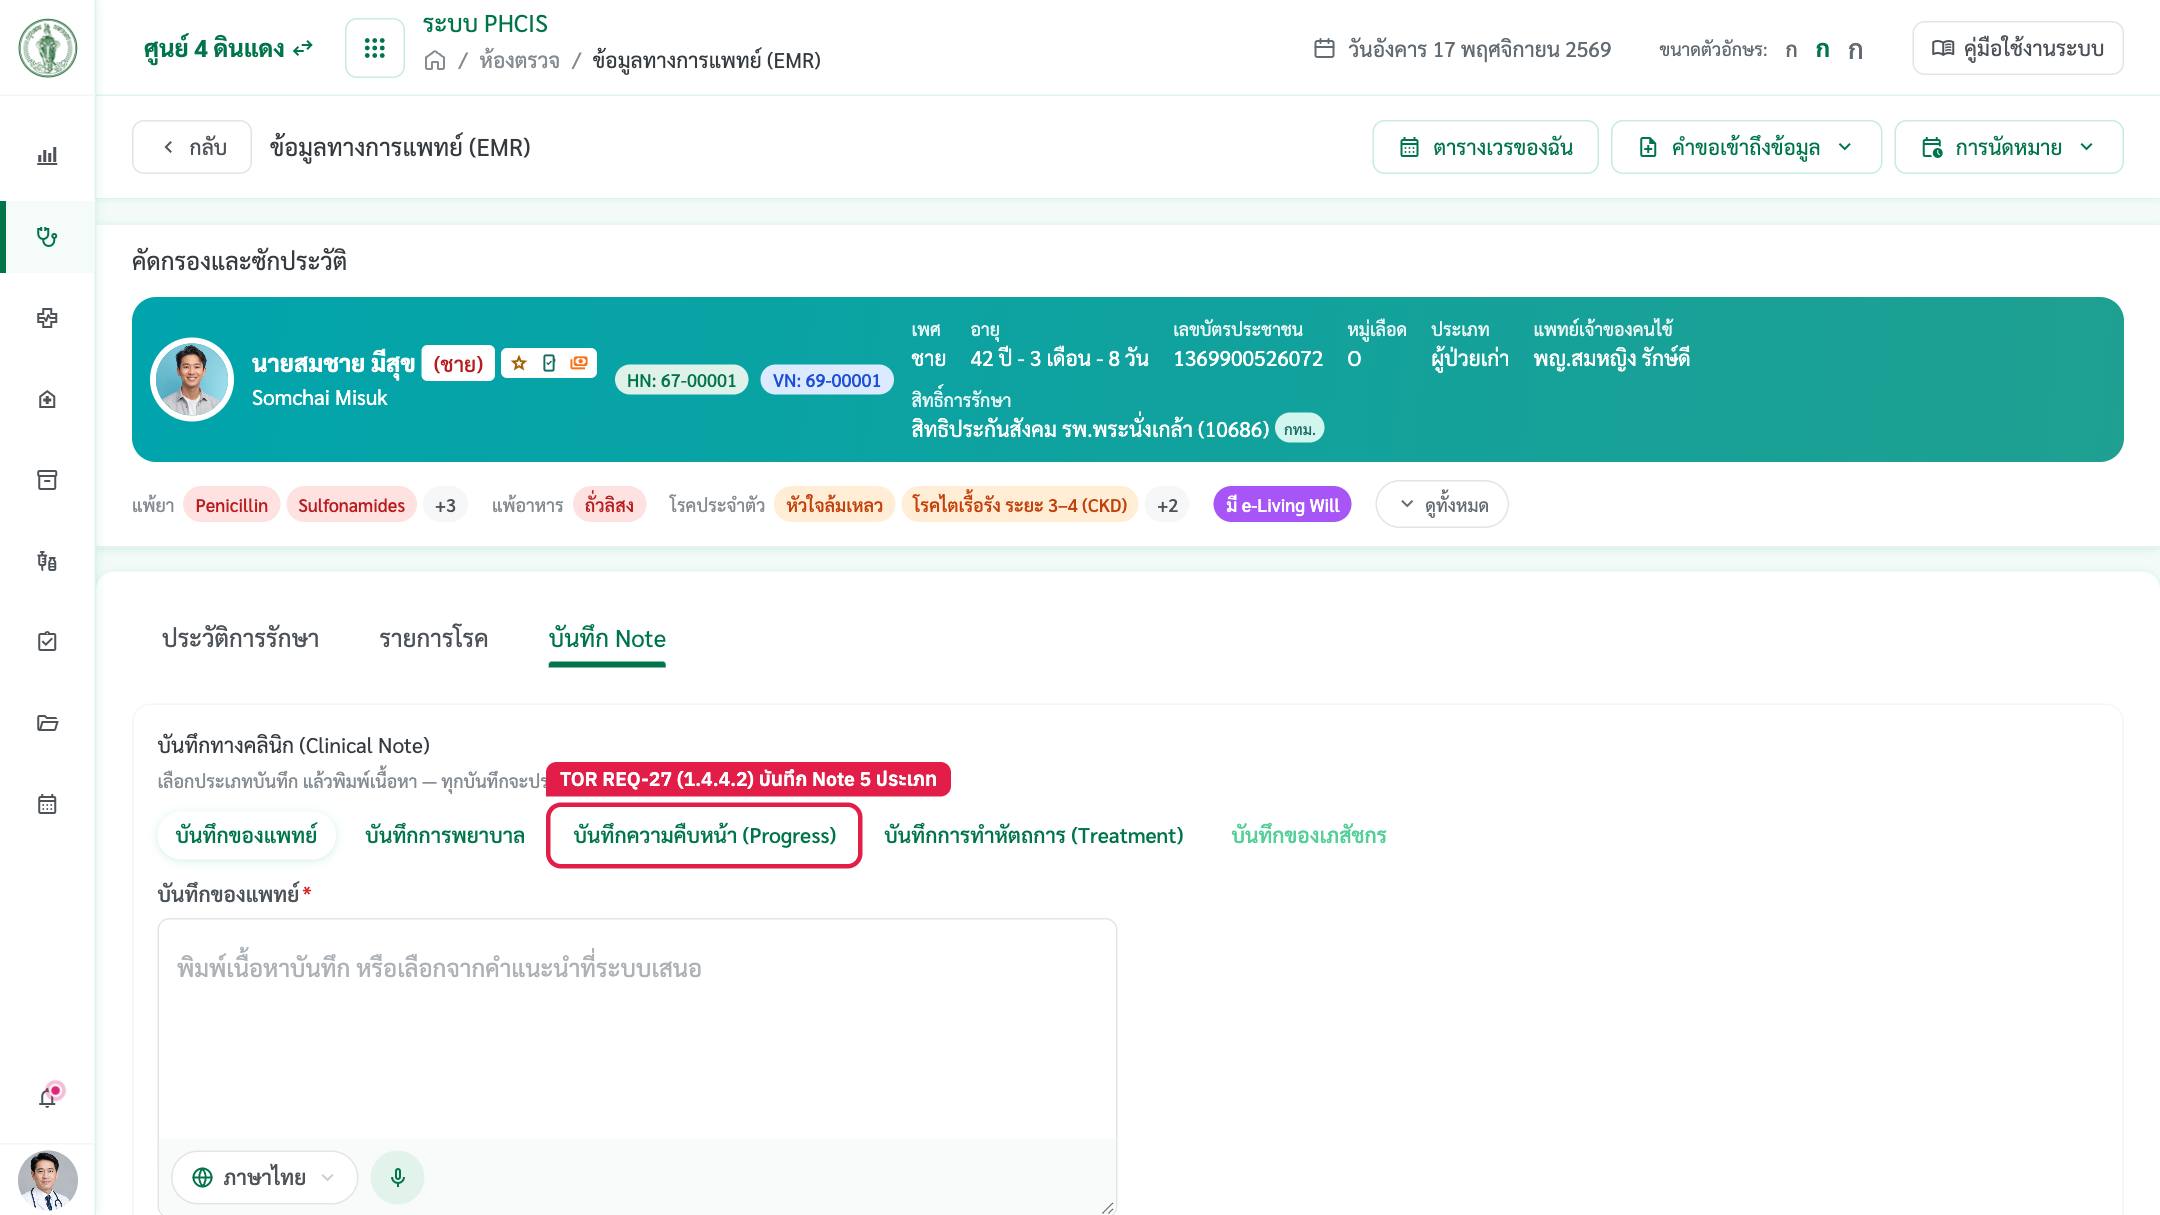 ศูนย์ 4 ดินแดง
ระบบ PHCIS
/ ห้องตรวจ / ข้อมูลทางการแพทย์ (EMR)
วันอังคาร 17 พฤศจิกายน 2569
ขนาดตัวอักษร: ก ก ก
คู่มือใช้งานระบบ
กลับ
ข้อมูลทางการแพทย์ (EMR)
ตารางเวรของฉัน
คำขอเข้าถึงข้อมูล
การนัดหมาย
คัดกรองและซักประวัติ
นายสมชาย มีสุข (ชาย)
Somchai Misuk
HN: 67-00001
VN: 69-00001
เพศ อายุ เลขบัตรประชาชน หมู่เลือด ประเภท แพทย์เจ้าของคนไข้
ชาย 42 ปี - 3 เดือน - 8 วัน 1369900526072 O ผู้ป่วยเก่า พญ.สมหญิง รักษ์ดี
สิทธิ์การรักษา
สิทธิประกันสังคม รพ.พระนั่งเกล้า (10686) กทม.
แพ้ยา Penicillin Sulfonamides +3 แพ้อาหาร ถั่วลิสง โรคประจำตัว หัวใจล้มเหลว โรคไตเรื้อรัง ระยะ 3–4 (CKD) +2 มี e-Living Will ดูทั้งหมด
ประวัติการรักษา รายการโรค บันทึก Note
บันทึกทางคลินิก (Clinical Note)
เลือกประเภทบันทึก แล้วพิมพ์เนื้อหา — ทุกบันทึกจะประ
TOR REQ-27 (1.4.4.2) บันทึก Note 5 ประเภท
บันทึกของแพทย์ บันทึกการพยาบาล บันทึกความคืบหน้า (Progress) บันทึกการทำหัตถการ (Treatment) บันทึกของเภสัชกร
บันทึกของแพทย์*
พิมพ์เนื้อหาบันทึก หรือเลือกจากคำแนะนำที่ระบบเสนอ
ภาษาไทย